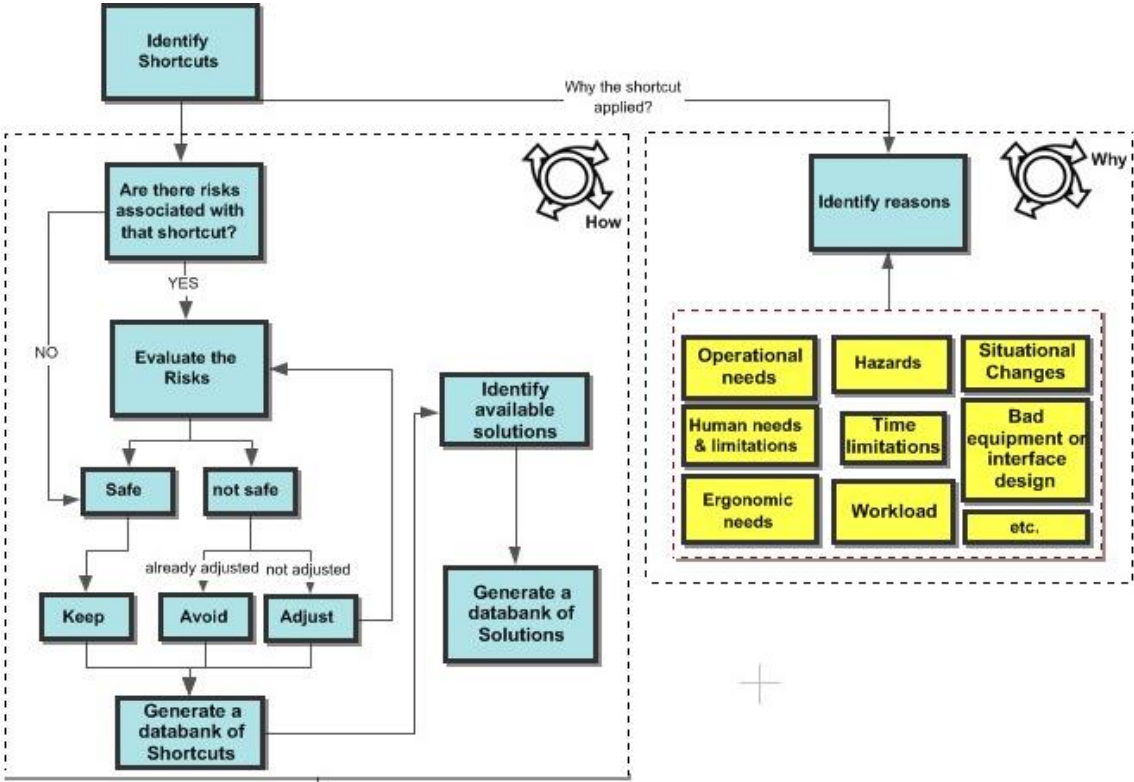 Identify
Shortcuts
Why the shortcut
applied?
Are there risks
associated with
that shortcut?
How
Why
Identify reasons
YES
NO
Evaluate the
Risks
Identify
available
solutions
Operational
needs
Hazards
Situational
Changes
Human needs
& limitations
Time
limitations
Bad
equipment or
interface
design
Ergonomic
needs
Workload
etc.
Safe
not safe
already adjusted
not adjusted
Keep
Avoid
Adjust
Generate a
databank of
Solutions
Generate a
databank of
Shortcuts